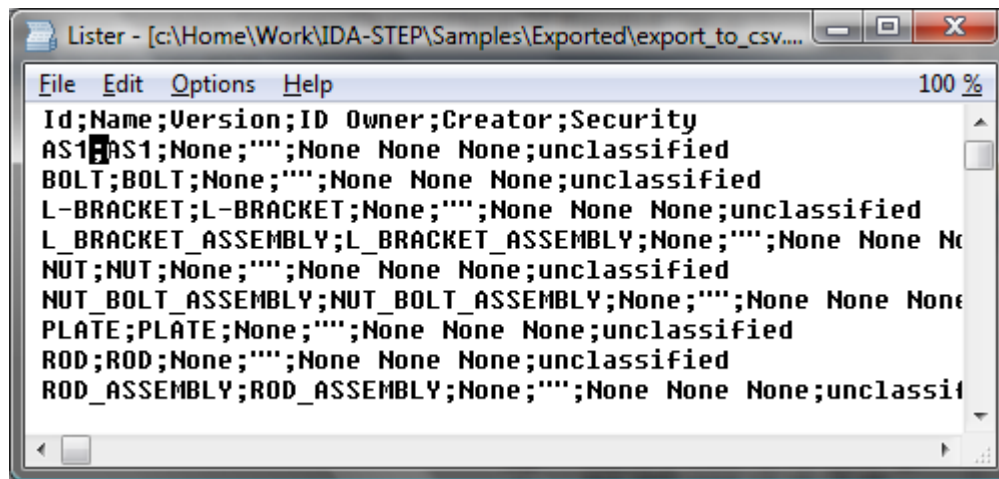 Lister - [c:\Home\Work\IDA-STEP\Samples\Exported\export_to_csv....
File Edit Options Help 100 %
Id;Name;Version;ID Owner;Creator;Security
AS1;AS1;None;"";None None None;unclassified
BOLT;BOLT;None;"";None None None;unclassified
L-BRACKET;L-BRACKET;None;"";None None None;unclassified
L_BRACKET_ASSEMBLY;L_BRACKET_ASSEMBLY;None;"";None None No
NUT;NUT;None;"";None None None;unclassified
NUT_BOLT_ASSEMBLY;NUT_BOLT_ASSEMBLY;None;"";None None None
PLATE;PLATE;None;"";None None None;unclassified
ROD;ROD;None;"";None None None;unclassified
ROD_ASSEMBLY;ROD_ASSEMBLY;None;"";None None None;unclassif